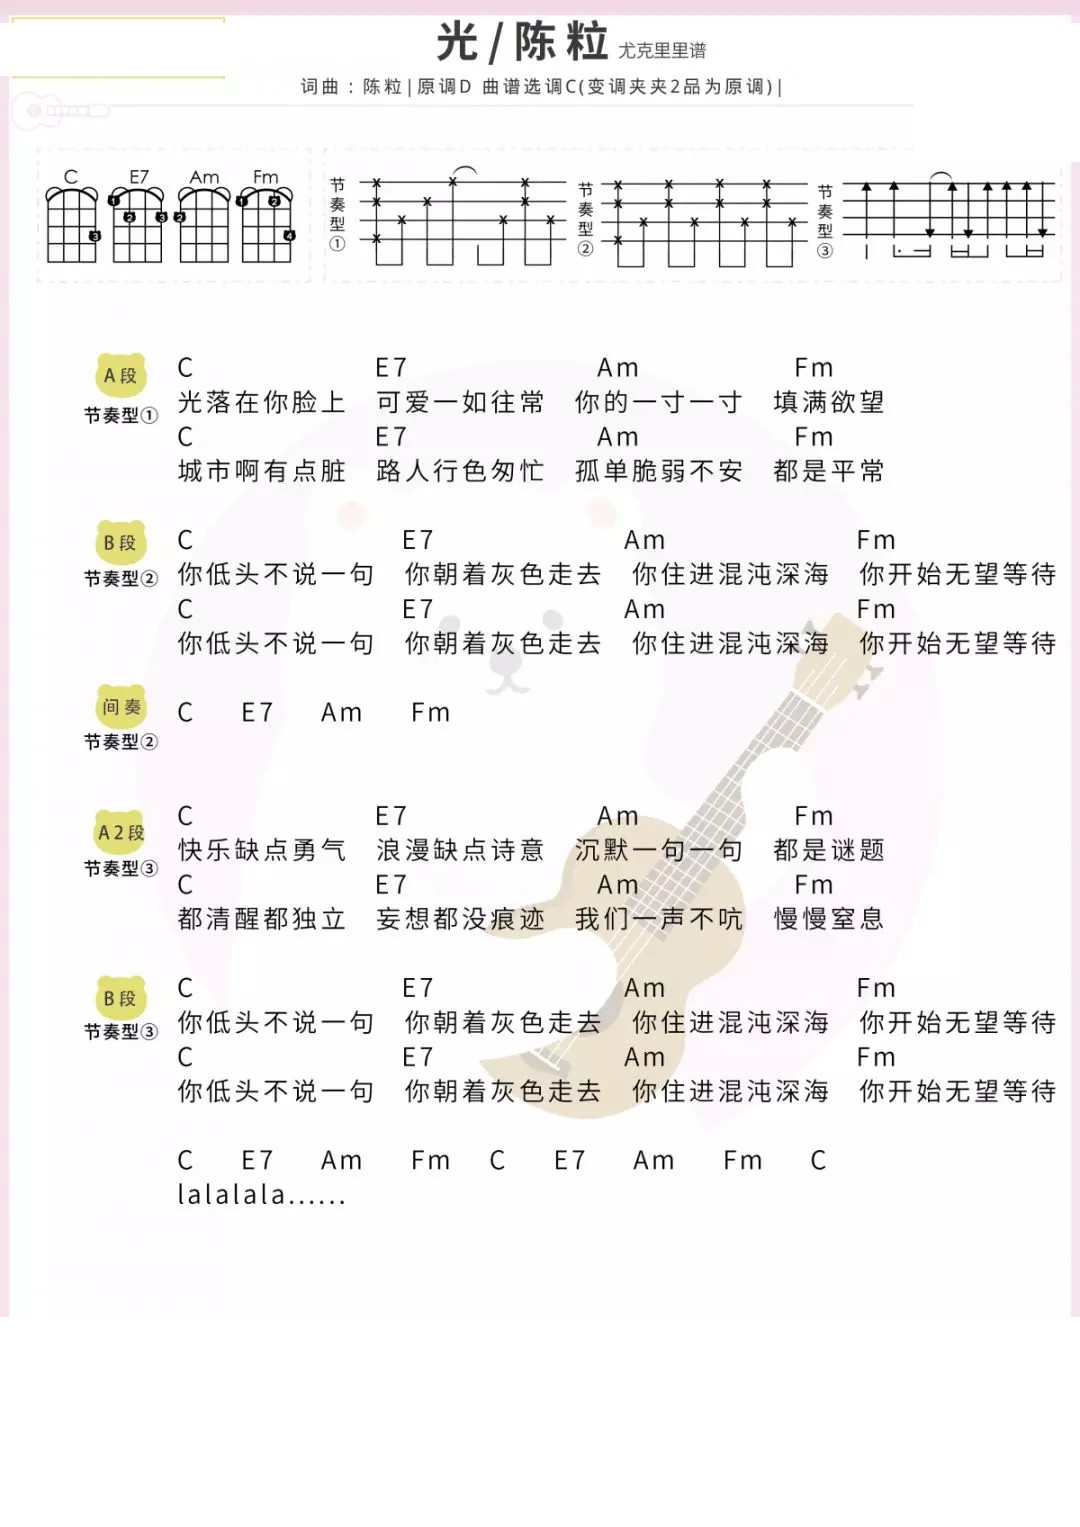 光/陈粒 尤克里里谱
词曲：陈粒|原调D 曲谱选调C(变调夹夹2品为原调)|
C E7 Am Fm
3
1 2 3
2
1 2 4
节奏型①
节奏型②
节奏型③
A段
节奏型①
C E7 Am Fm
光落在你脸上 可爱一如往常 你的一寸一寸 填满欲望
C E7 Am Fm
城市啊有点脏 路人行色匆忙 孤单脆弱不安 都是平常
B段
节奏型②
C E7 Am Fm
你低头不说一句 你朝着灰色走去 你住进混沌深海 你开始无望等待
C E7 Am Fm
你低头不说一句 你朝着灰色走去 你住进混沌深海 你开始无望等待
间奏
节奏型②
C E7 Am Fm
A2段
节奏型③
C E7 Am Fm
快乐缺点勇气 浪漫缺点诗意 沉默一句一句 都是谜题
C E7 Am Fm
都清醒都独立 妄想都没痕迹 我们一声不吭 慢慢窒息
B段
节奏型③
C E7 Am Fm
你低头不说一句 你朝着灰色走去 你住进混沌深海 你开始无望等待
C E7 Am Fm
你低头不说一句 你朝着灰色走去 你住进混沌深海 你开始无望等待
C E7 Am Fm C E7 Am Fm C
lalalala......